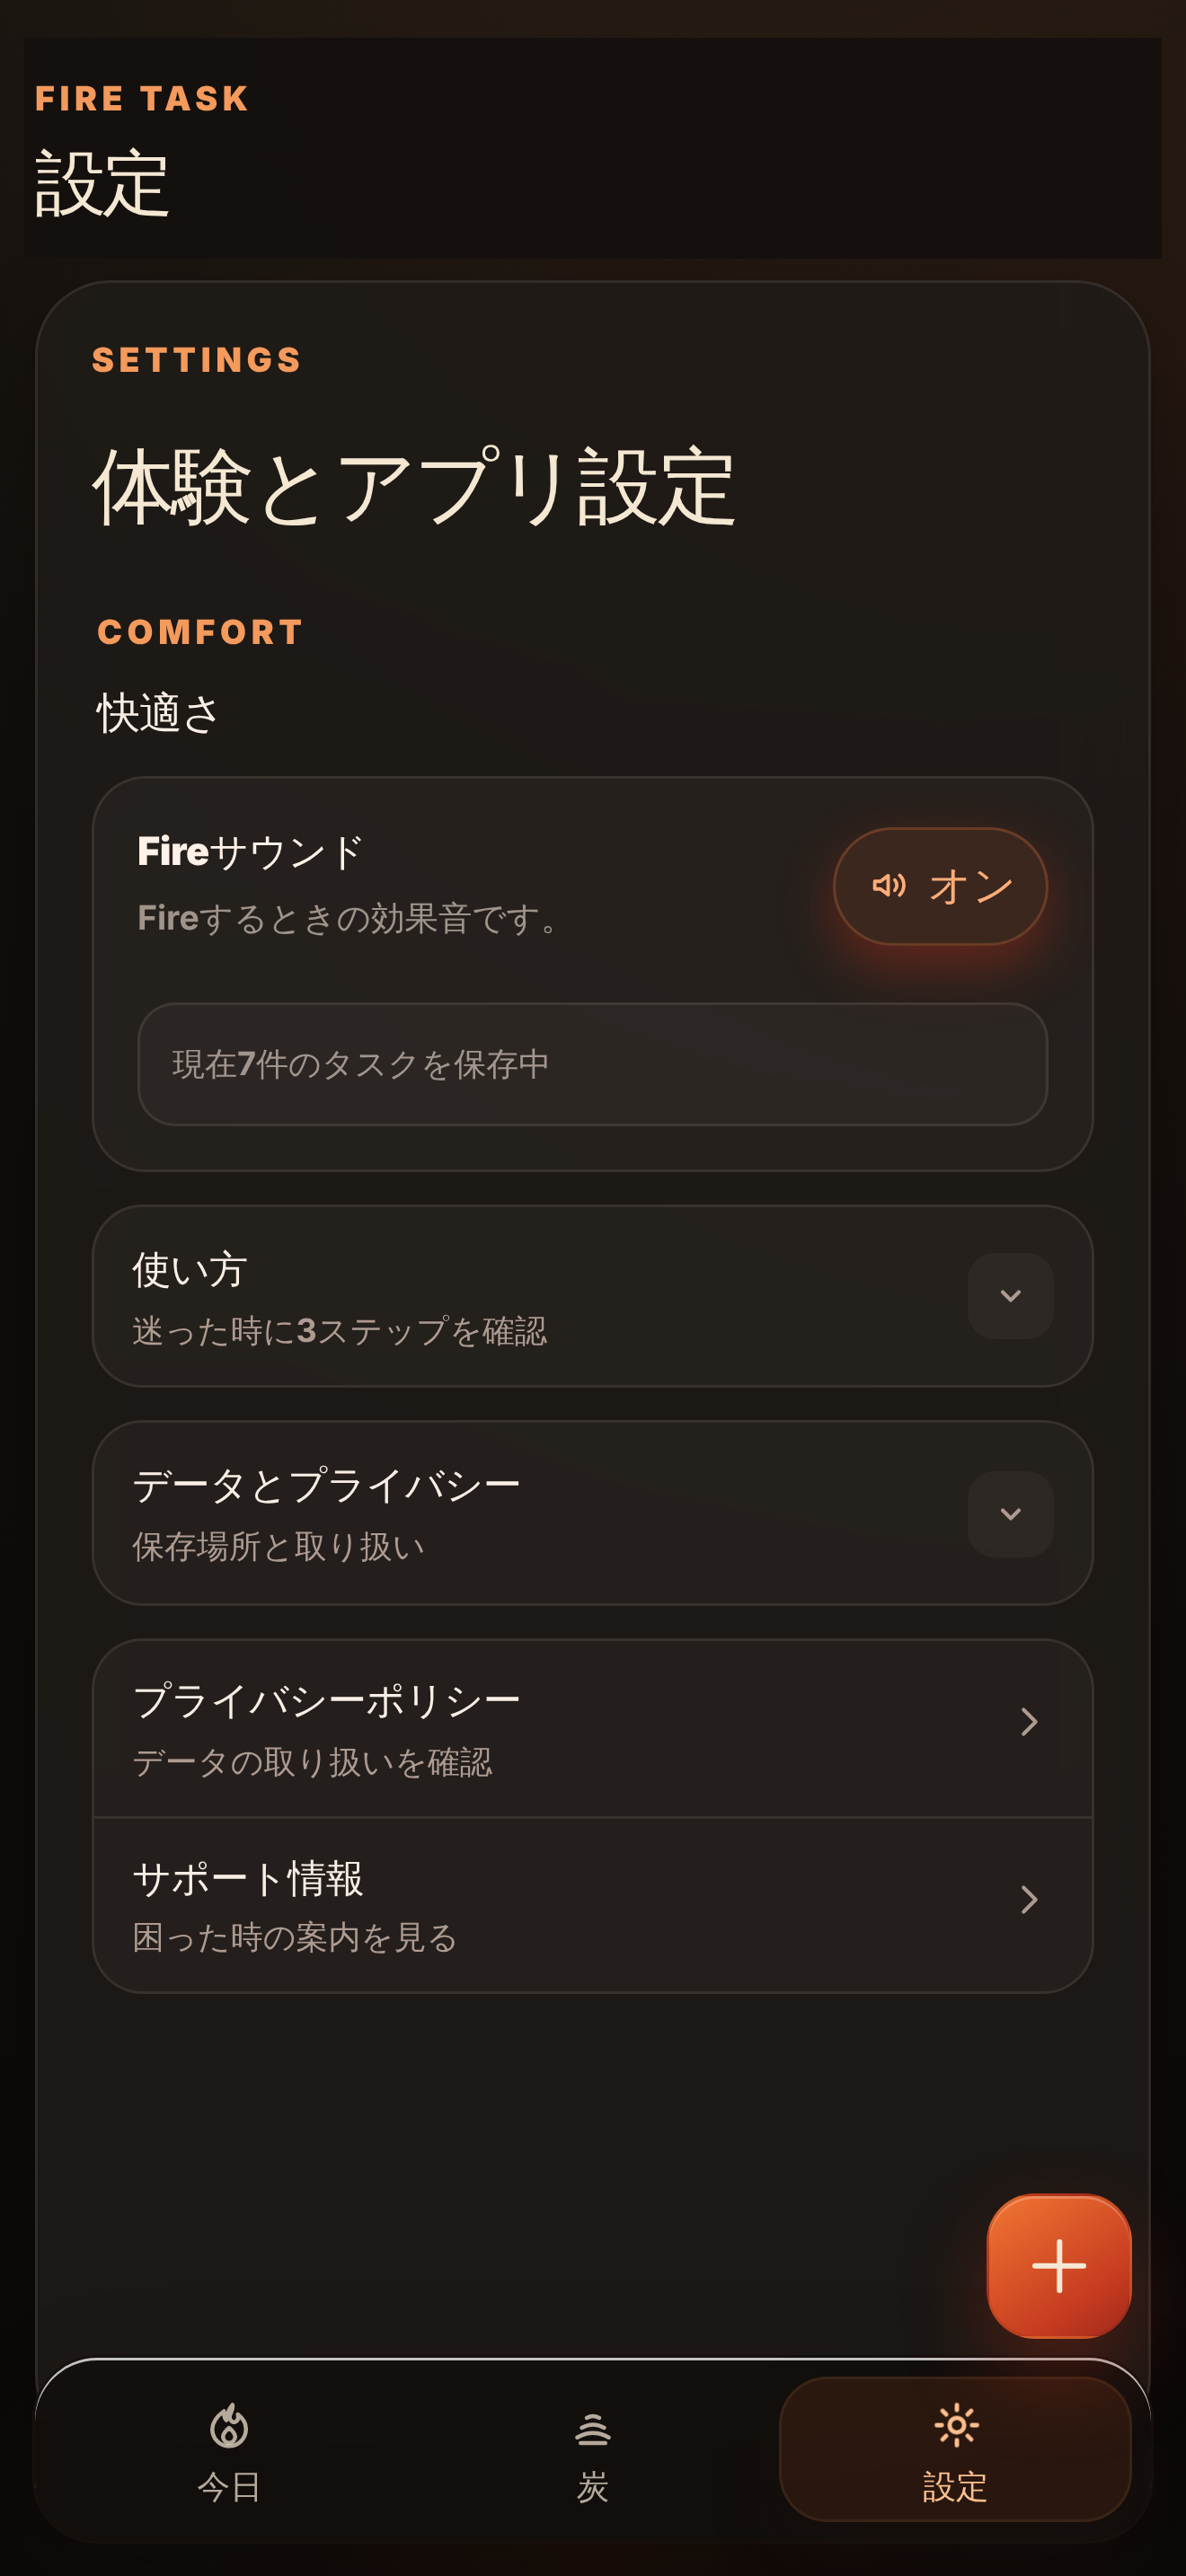 FIRE TASK
設定
SETTINGS
体験とアプリ設定
COMFORT
快適さ
Fireサウンド
Fireするときの効果音です。
オン
現在7件のタスクを保存中
使い方
迷った時に3ステップを確認
データとプライバシー
保存場所と取り扱い
プライバシーポリシー
データの取り扱いを確認
サポート情報
困った時の案内を見る
今日
炭
設定